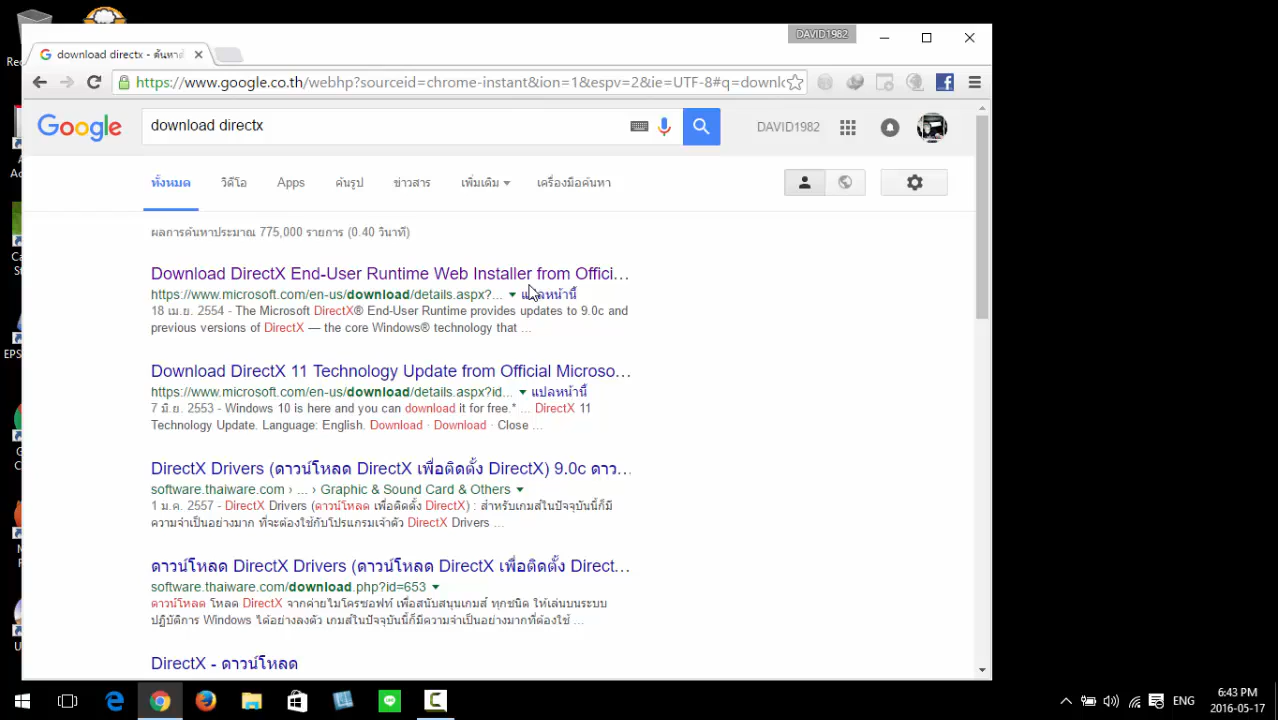 DAVID1982
download directx - ค้นหาด้
https://www.google.co.th/webhp?sourceid=chrome-instant&ion=1&espv=2&ie=UTF-8#q=downlo
Google
download directx
DAVID1982
ทั้งหมด วิดีโอ Apps ค้นรูป ข่าวสาร เพิ่มเติม เครื่องมือค้นหา
ผลการค้นหาประมาณ 775,000 รายการ (0.40 วินาที)
Download DirectX End-User Runtime Web Installer from Offici...
https://www.microsoft.com/en-us/download/details.aspx?... แปลหน้านี้
18 เม.ย. 2554 - The Microsoft DirectX® End-User Runtime provides updates to 9.0c and
previous versions of DirectX — the core Windows® technology that ...
Download DirectX 11 Technology Update from Official Microso...
https://www.microsoft.com/en-us/download/details.aspx?id... แปลหน้านี้
7 มิ.ย. 2553 - Windows 10 is here and you can download it for free.* ... DirectX 11
Technology Update. Language: English. Download · Download · Close ...
DirectX Drivers (ดาวน์โหลด DirectX เพื่อติดตั้ง DirectX) 9.0c ดาว...
software.thaiware.com › ... › Graphic & Sound Card & Others
1 ม.ค. 2557 - DirectX Drivers (ดาวน์โหลด เพื่อติดตั้ง DirectX) : สำหรับเกมส์ในปัจจุบันนี้ก็มี
ความจำเป็นอย่างมาก ที่จะต้องใช้กับโปรแกรมเจ้าตัว DirectX Drivers ...
ดาวน์โหลด DirectX Drivers (ดาวน์โหลด DirectX เพื่อติดตั้ง Direct...
software.thaiware.com/download.php?id=653
ดาวน์โหลด โหลด DirectX จากค่ายไมโครซอฟท์ เพื่อสนับสนุนเกมส์ ทุกชนิด ให้เล่นบนระบบ
ปฏิบัติการ Windows ได้อย่างลงตัว เกมส์ในปัจจุบันนี้ก็มีความจำเป็นอย่างมากที่ต้องใช้ ...
DirectX - ดาวน์โหลด
ENG
6:43 PM
2016-05-17